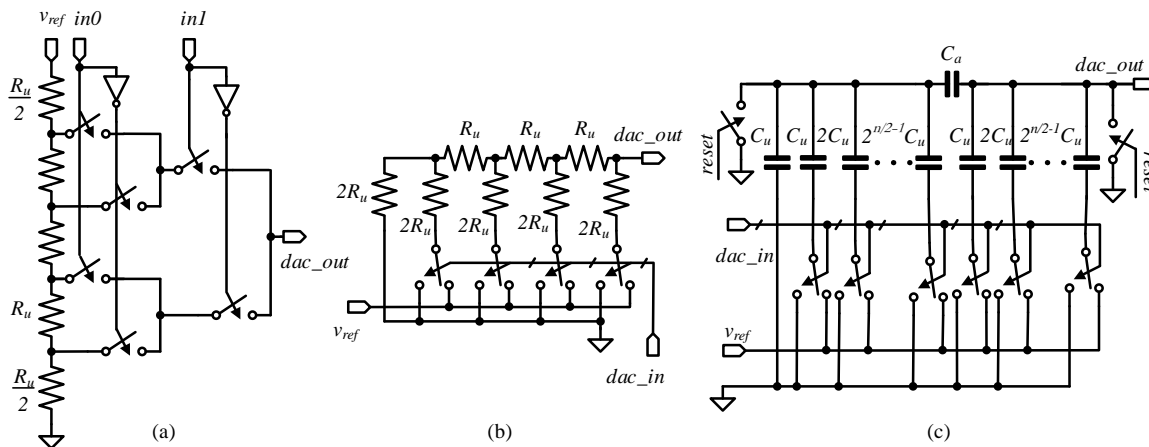 v_ref in0 in1
R_u/2
R_u
R_u/2
dac_out
(a)
R_u R_u R_u dac_out
2R_u 2R_u 2R_u 2R_u 2R_u
v_ref
dac_in
(b)
C_a dac_out
reset C_u C_u 2C_u 2^{n/2-1}C_u C_u 2C_u 2^{n/2-1}C_u reset
dac_in
v_ref
(c)